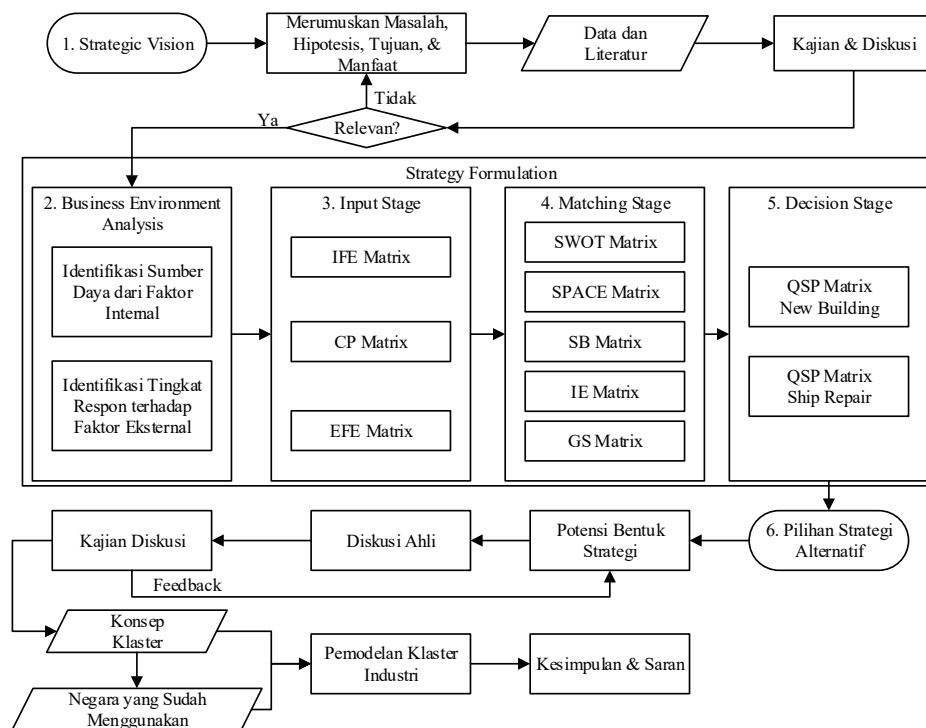 1. Strategic Vision
Merumuskan Masalah,
Hipotesis, Tujuan, &
Manfaat
Data dan
Literatur
Kajian & Diskusi
Tidak
Ya
Relevan?
Strategy Formulation
2. Business Environment
Analysis
Identifikasi Sumber
Daya dari Faktor
Internal
Identifikasi Tingkat
Respon terhadap
Faktor Eksternal
3. Input Stage
IFE Matrix
CP Matrix
EFE Matrix
4. Matching Stage
SWOT Matrix
SPACE Matrix
SB Matrix
IE Matrix
GS Matrix
5. Decision Stage
QSP Matrix
New Building
QSP Matrix
Ship Repair
6. Pilihan Strategi
Alternatif
Potensi Bentuk
Strategi
Diskusi Ahli
Kajian Diskusi
Feedback
Konsep
Klaster
Negara yang Sudah
Menggunakan
Pemodelan Klaster
Industri
Kesimpulan & Saran